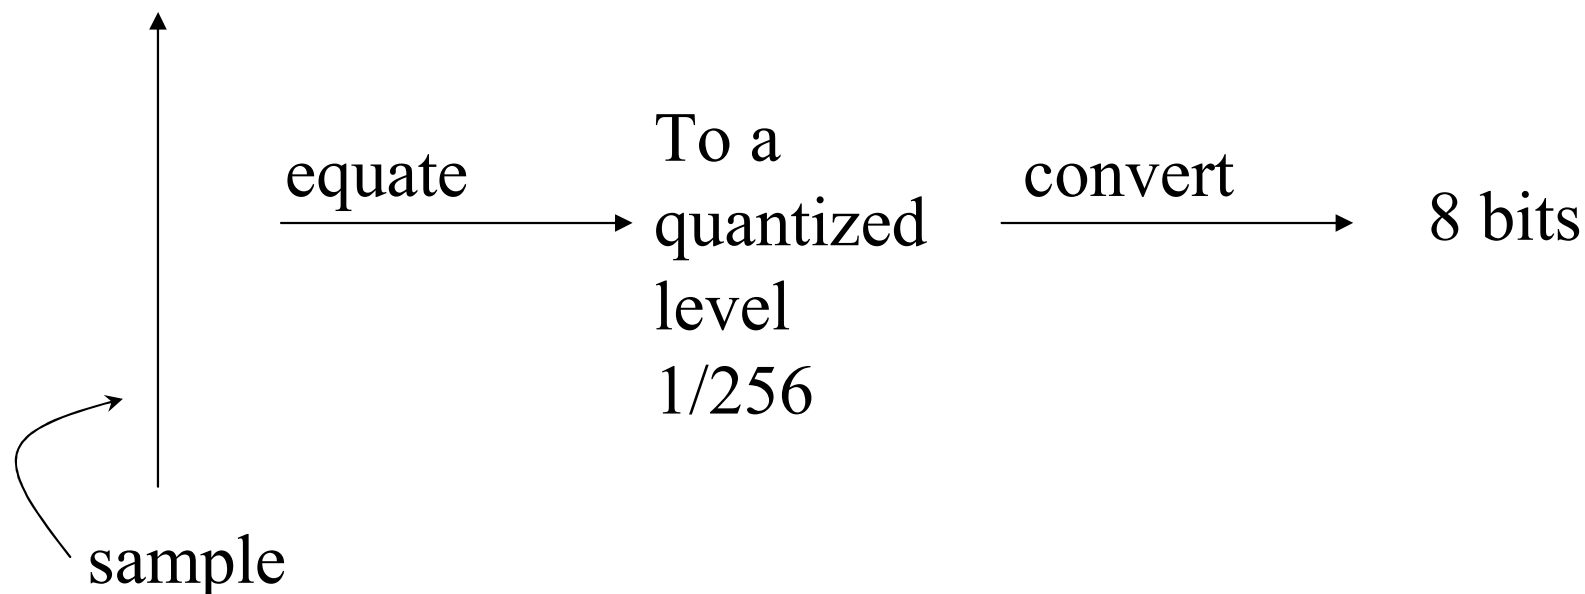 equate
To a
quantized
level
1/256
convert
8 bits
sample